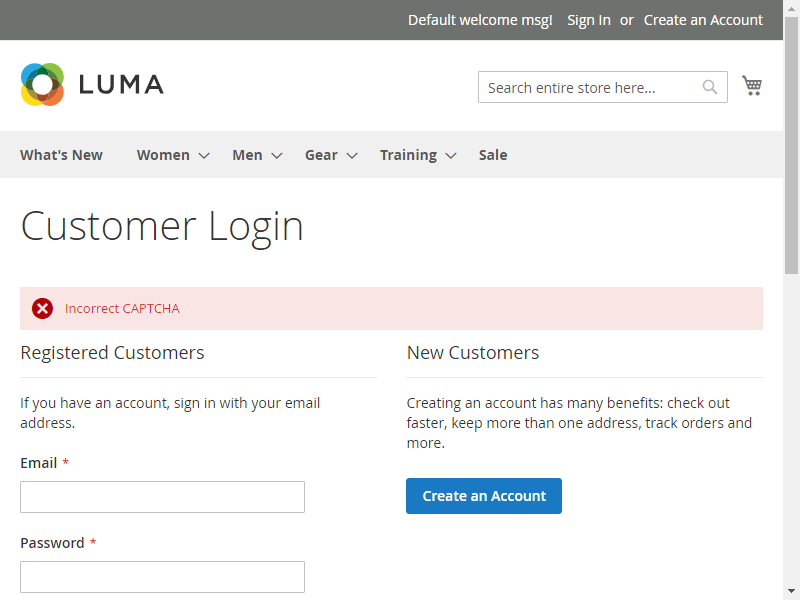 Default welcome msg! Sign In or Create an Account
LUMA
Search entire store here...
What's New Women Men Gear Training Sale
Customer Login
Incorrect CAPTCHA
Registered Customers
If you have an account, sign in with your email
address.
Email *
Password *
New Customers
Creating an account has many benefits: check out
faster, keep more than one address, track orders and
more.
Create an Account